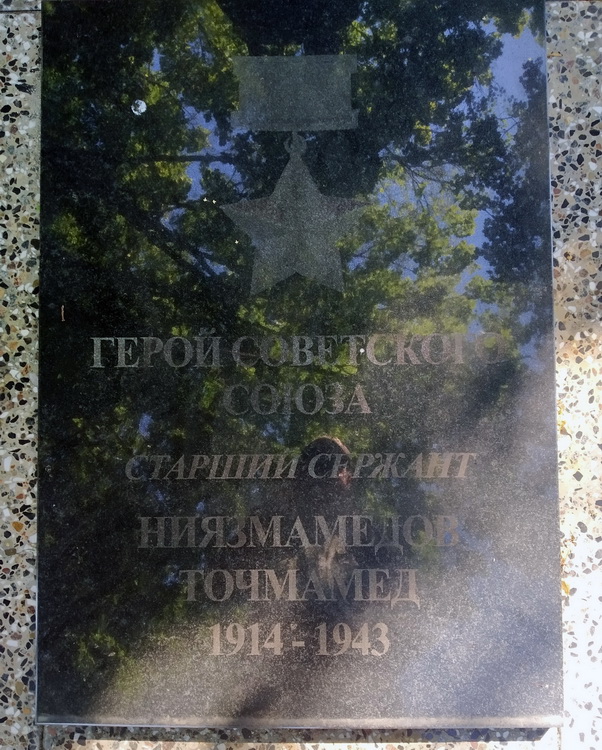 ГЕРОЙ СОВЕТСКОГО
СОЮЗА
СТАРШИЙ СЕРЖАНТ
НИЯЗМАМЕДОВ
ТОЧМАМЕД
1914 - 1943